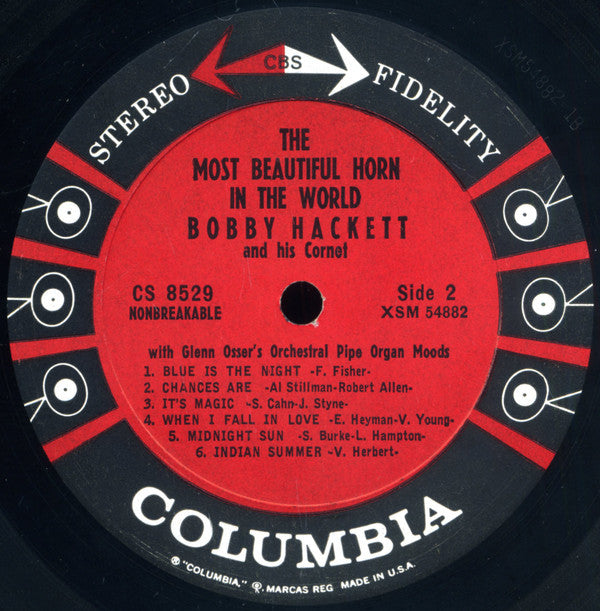 CBS
STEREO FIDELITY
XSM54882 1B
THE
MOST BEAUTIFUL HORN
IN THE WORLD
BOBBY HACKETT
and his Cornet
CS 8529 Side 2
NONBREAKABLE XSM 54882
with Glenn Osser's Orchestral Pipe Organ Moods
1. BLUE IS THE NIGHT -F. Fisher-
2. CHANCES ARE -Al Stillman-Robert Allen-
3. IT'S MAGIC -S. Cahn-J. Styne-
4. WHEN I FALL IN LOVE -E. Heyman-V. Young-
5. MIDNIGHT SUN -S. Burke-L. Hampton-
6. INDIAN SUMMER -V. Herbert-
COLUMBIA
® "COLUMBIA," ®, MARCAS REG MADE IN U.S.A.